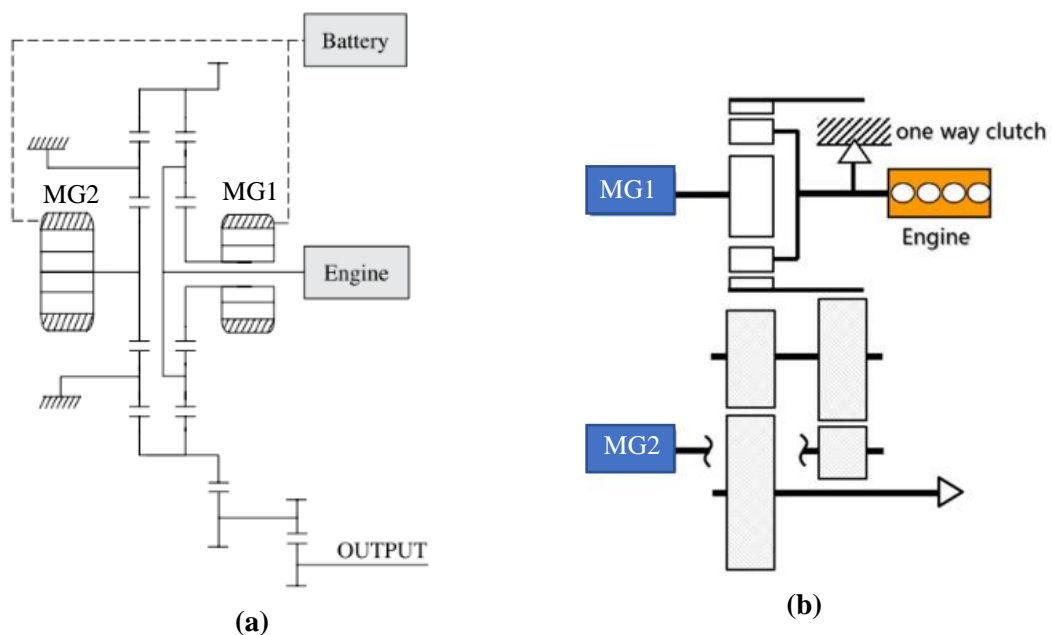 Battery
MG2
MG1
Engine
OUTPUT
(a)
one way clutch
MG1
Engine
MG2
(b)